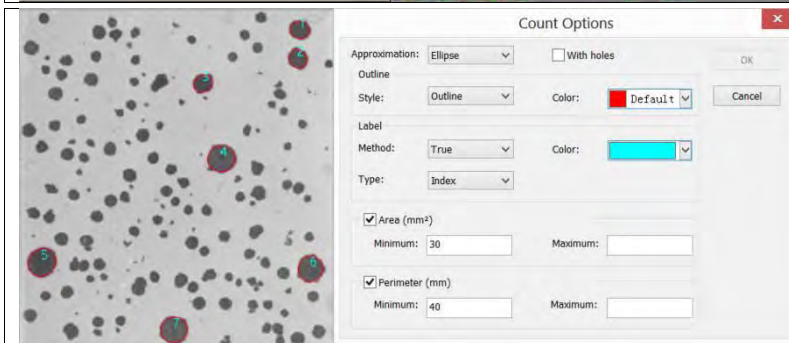 1
2
3
4
5
6
7
Count Options
Approximation: Ellipse With holes OK
Outline
Style: Outline Color: Default Cancel
Label
Method: True Color:
Type: Index
Area (mm²)
Minimum: 30 Maximum:
Perimeter (mm)
Minimum: 40 Maximum: